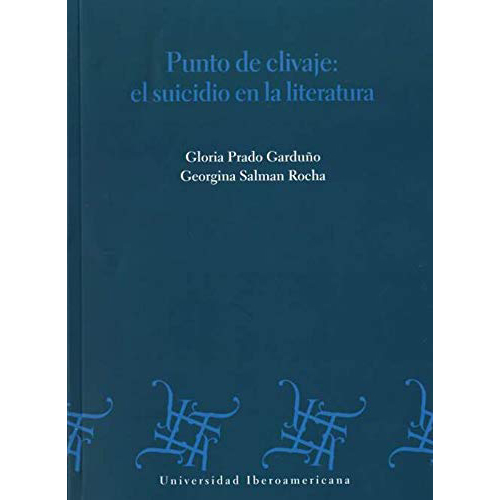 Punto de clivaje:
el suicidio en la literatura
Gloria Prado Garduño
Georgina Salman Rocha
Universidad Iberoamericana